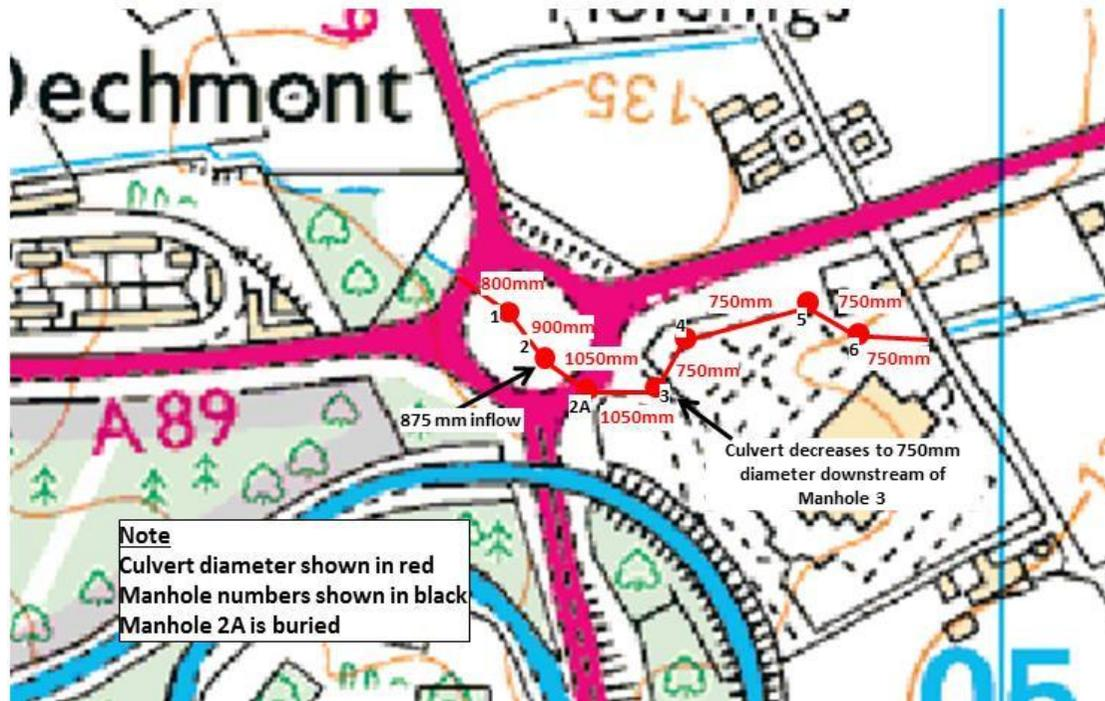 Dechmont
135
800mm
1
900mm
2
1050mm
875 mm inflow
2A
1050mm
3
4
750mm
750mm
5
750mm
6
750mm
Culvert decreases to 750mm
diameter downstream of
Manhole 3
A 89
Note
Culvert diameter shown in red
Manhole numbers shown in black
Manhole 2A is buried
05